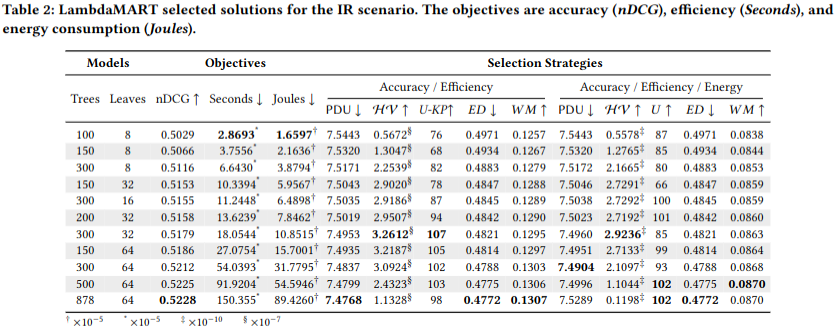 Table 2: LambdaMART selected solutions for the IR scenario. The objectives are accuracy (nDCG), efficiency (Seconds), and
energy consumption (Joules).
Models Objectives Selection Strategies
Accuracy / Efficiency Accuracy / Efficiency / Energy
Trees Leaves nDCG ↑ Seconds ↓ Joules ↓ PDU ↓ HV ↑ U-KP↑ ED ↓ WM ↑ PDU ↓ HV ↑ U ↑ ED ↓ WM ↑
100 8 0.5029 2.8693* 1.6597† 7.5443 0.5672§ 76 0.4971 0.1257 7.5443 0.5578‡ 87 0.4971 0.0838
150 8 0.5066 3.7556* 2.1636† 7.5320 1.3047§ 68 0.4934 0.1267 7.5320 1.2765‡ 85 0.4934 0.0844
300 8 0.5116 6.6430* 3.8794† 7.5171 2.2539§ 82 0.4883 0.1279 7.5172 2.1665‡ 80 0.4883 0.0853
150 32 0.5153 10.3394* 5.9567† 7.5043 2.9020§ 78 0.4847 0.1288 7.5046 2.7291‡ 66 0.4847 0.0859
300 16 0.5155 11.2448* 6.4898† 7.5035 2.9186§ 87 0.4845 0.1289 7.5038 2.7292‡ 100 0.4845 0.0859
200 32 0.5158 13.6239* 7.8462† 7.5019 2.9507§ 94 0.4842 0.1290 7.5023 2.7192‡ 101 0.4842 0.0860
300 32 0.5179 18.0544* 10.8515† 7.4953 3.2612§ 107 0.4821 0.1295 7.4960 2.9236‡ 85 0.4821 0.0863
150 64 0.5186 27.0754* 15.7001† 7.4935 3.2187§ 105 0.4814 0.1297 7.4951 2.7133‡ 99 0.4814 0.0864
300 64 0.5212 54.0393* 31.7795† 7.4837 3.0924§ 102 0.4788 0.1303 7.4904 2.1097‡ 93 0.4788 0.0868
500 64 0.5225 91.9204* 54.5946† 7.4799 2.4323§ 103 0.4775 0.1306 7.4996 1.1044‡ 102 0.4775 0.0870
878 64 0.5228 150.355* 89.4260† 7.4768 1.1328§ 98 0.4772 0.1307 7.5289 0.1198‡ 102 0.4772 0.0870
† ×10−5 * ×10−5 ‡ ×10−10 § ×10−7